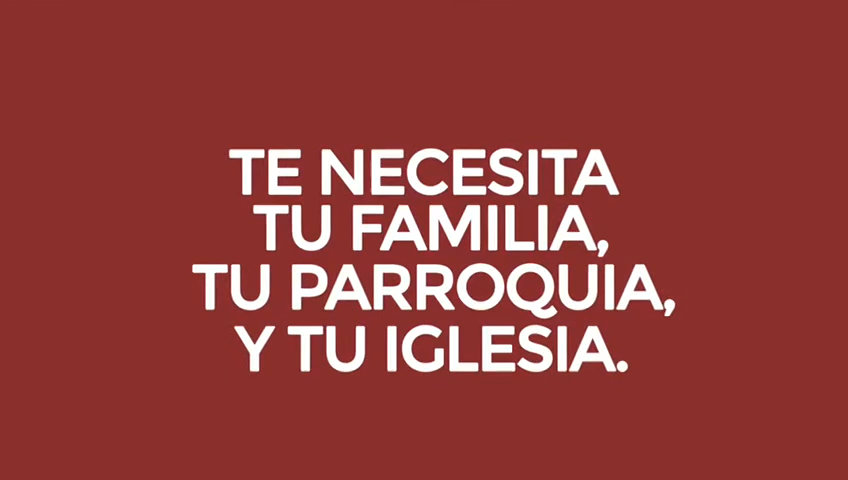 TE NECESITA
TU FAMILIA,
TU PARROQUIA,
Y TU IGLESIA.